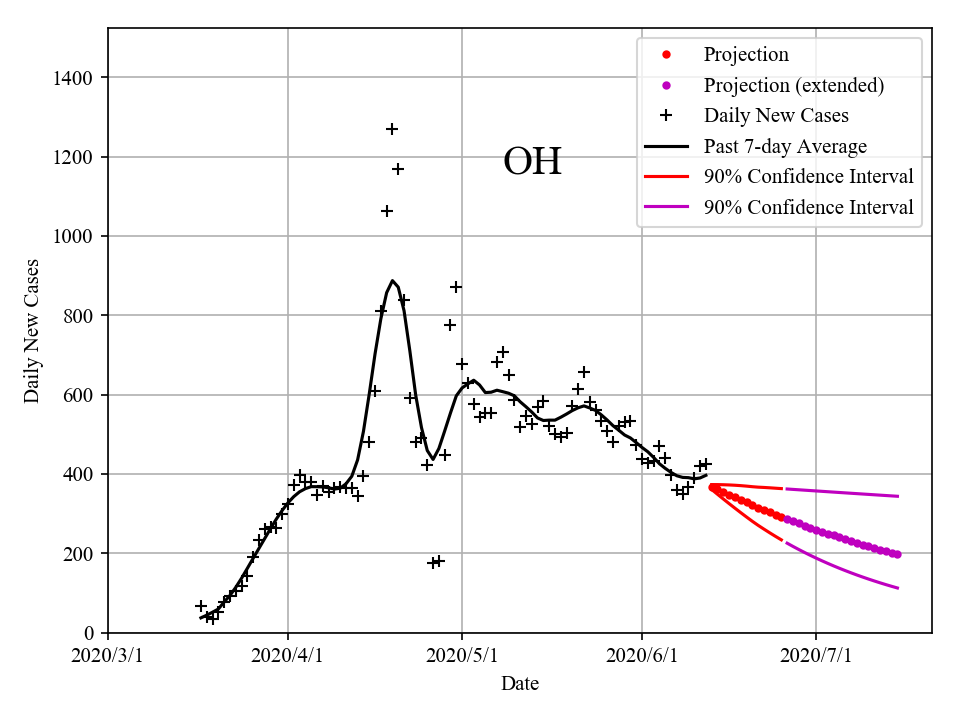 1400
1200
1000
800
600
400
200
0
Daily New Cases
OH
Projection
Projection (extended)
Daily New Cases
Past 7-day Average
90% Confidence Interval
90% Confidence Interval
2020/3/1 2020/4/1 2020/5/1 2020/6/1 2020/7/1
Date